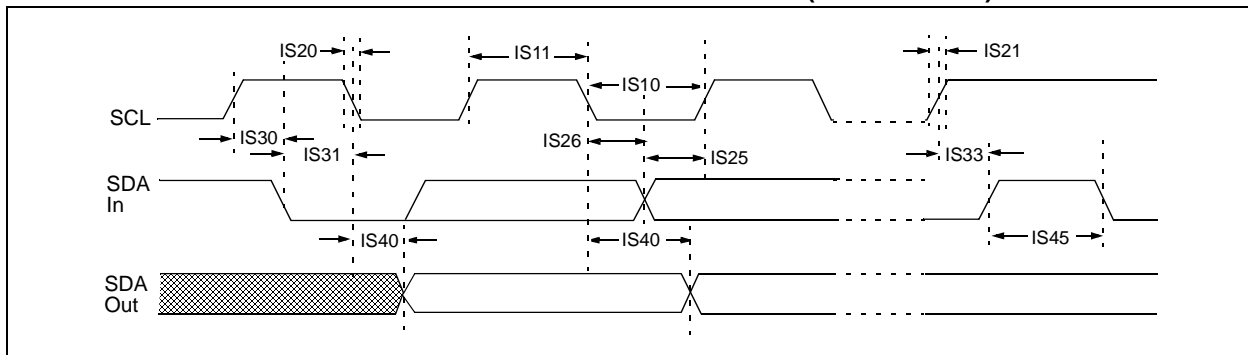 IS20
IS11
IS21
IS10
SCL
IS30
IS26
IS31
IS25
IS33
SDA
In
IS40
IS40
IS45
SDA
Out